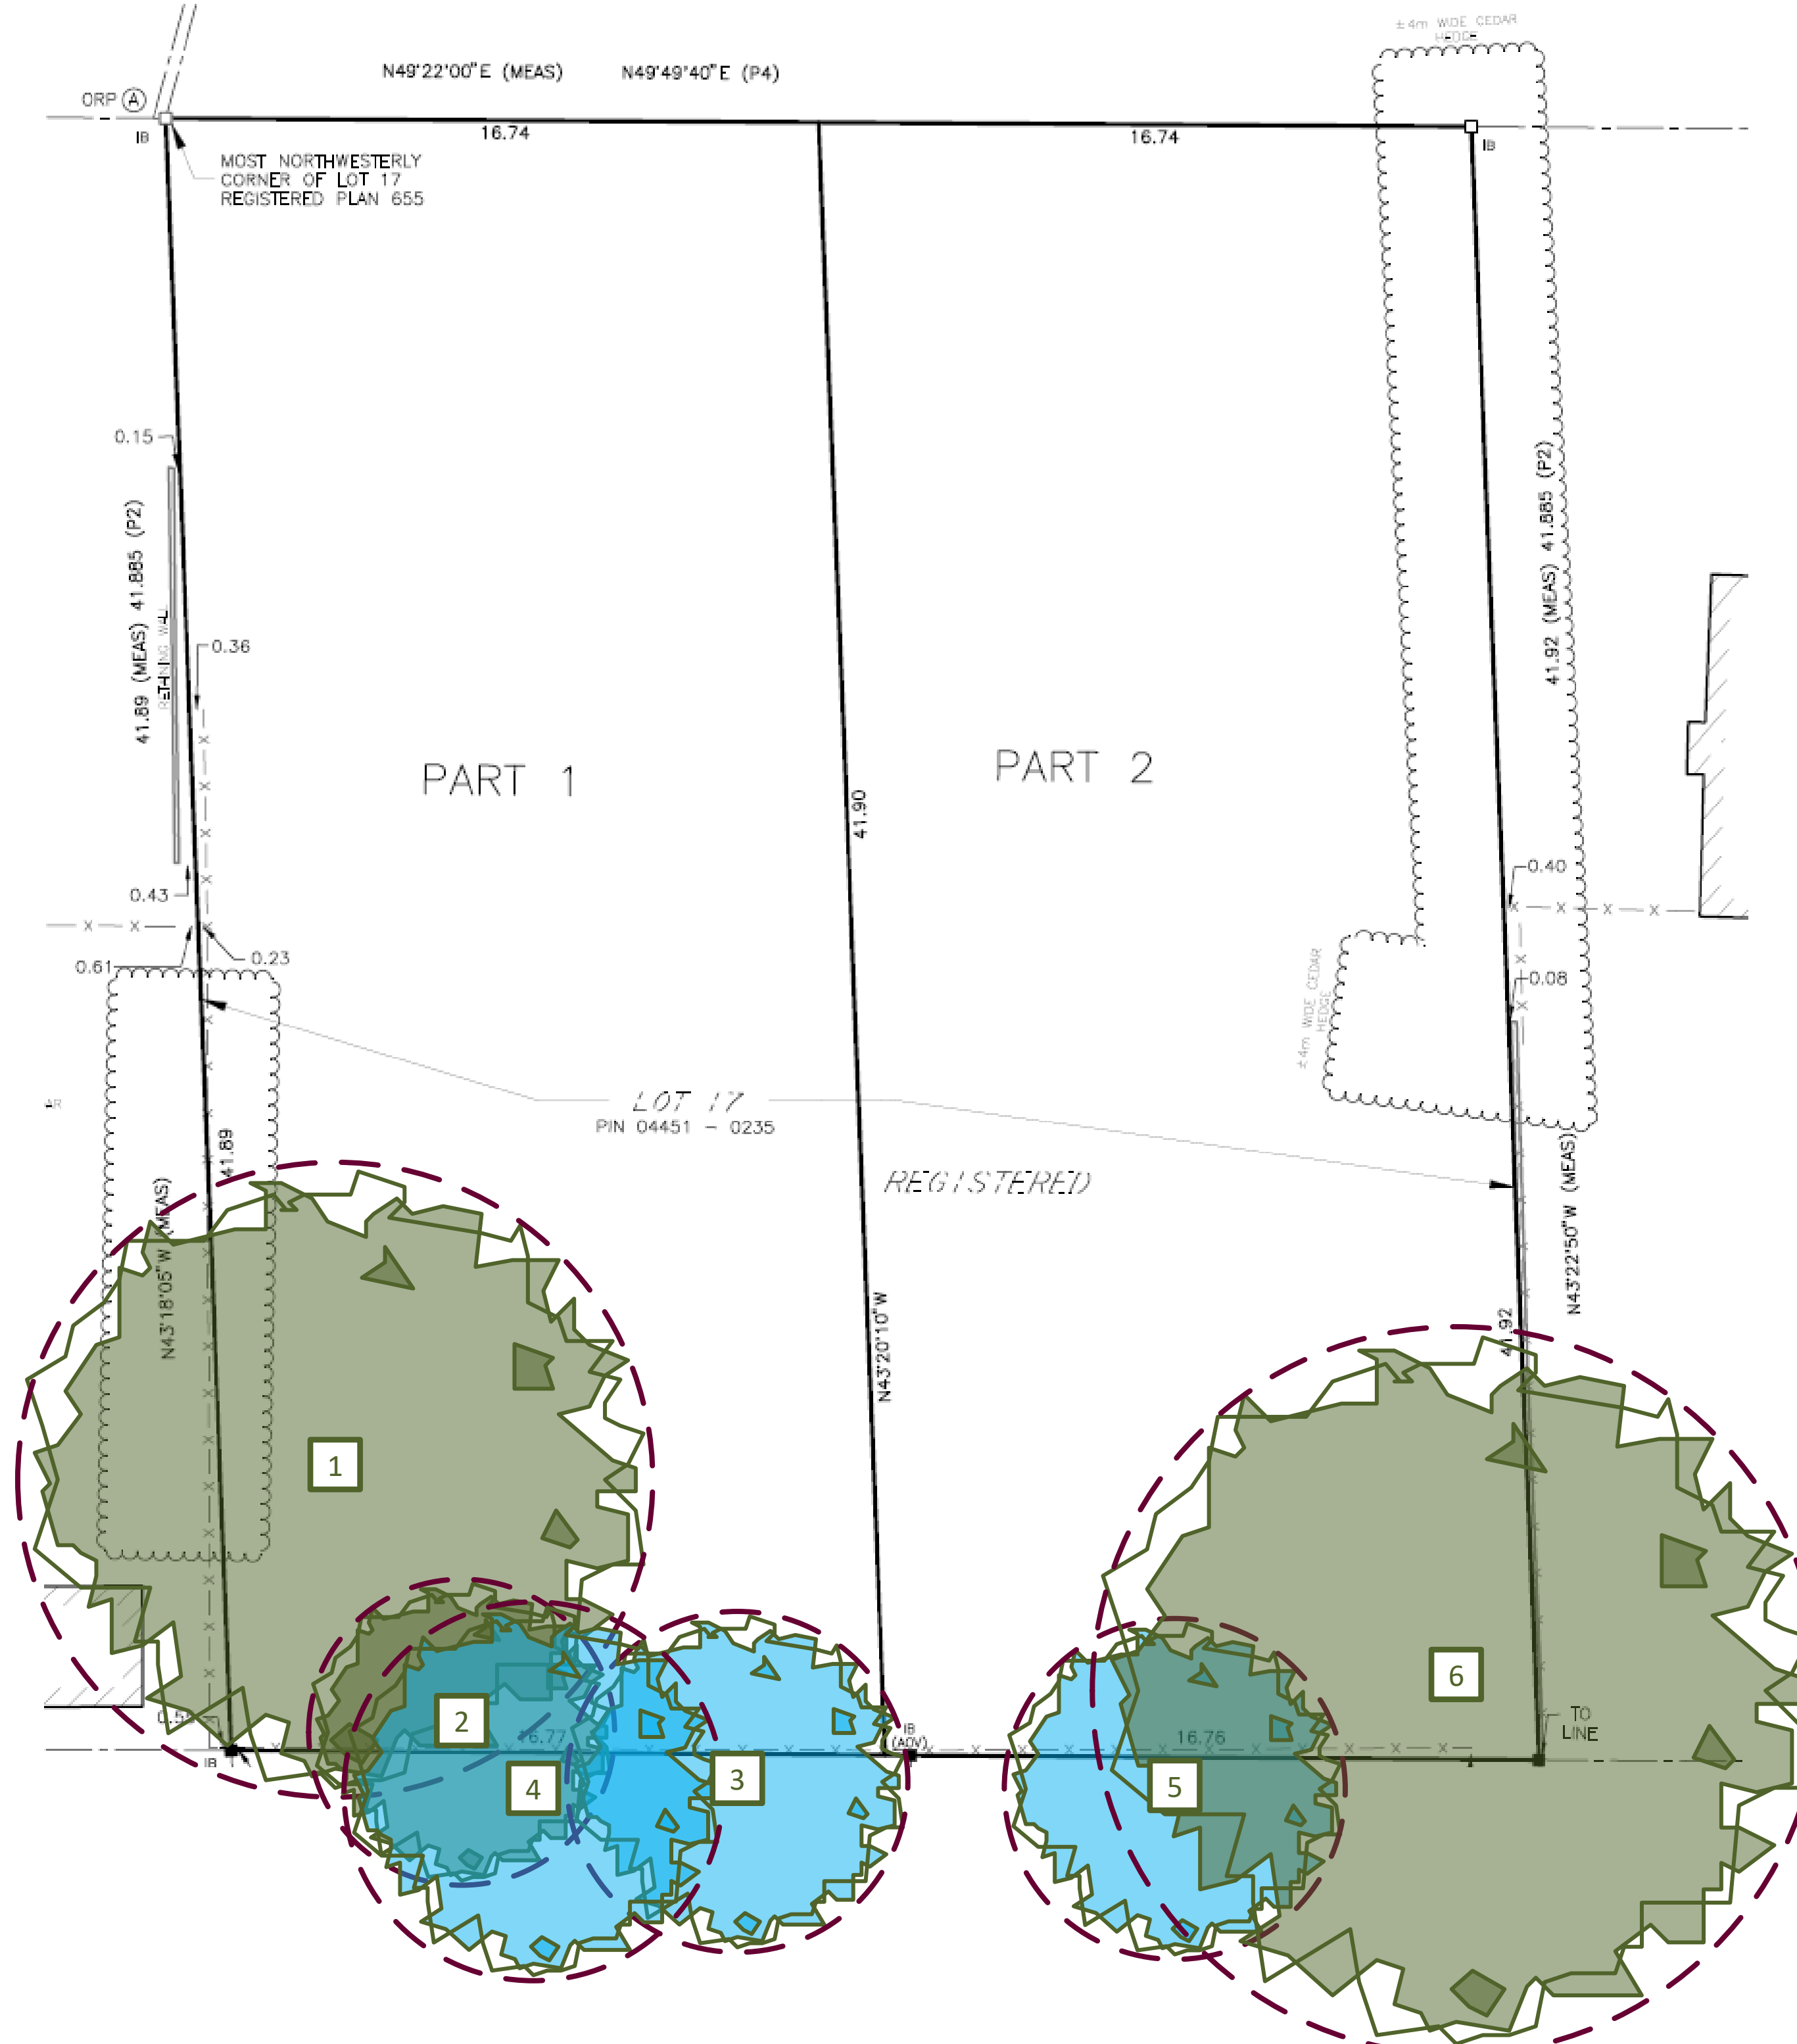 ±4m WIDE CEDAR
HEDGE
N49°22'00"E (MEAS)
N49°49'40"E (P4)
ORP A
IB
16.74
16.74
IB
MOST NORTHWESTERLY
CORNER OF LOT 17
REGISTERED PLAN 655
0.15
41.89 (MEAS) 41.885 (P2)
RETAINING WALL
0.36
41.92 (MEAS) 41.885 (P2)
PART 1
PART 2
41.90
0.43
0.40
0.61
0.23
0.08
±4m WIDE CEDAR
HEDGE
AR
LOT 17
PIN 04451 - 0235
REGISTERED
41.89
N43°18'05"W (MEAS)
N43°22'50"W (MEAS)
41.92
N43°20'10"W
1
6
2
0.55
16.77
IB
(AOV)
16.76
TO
LINE
IB
4
3
5